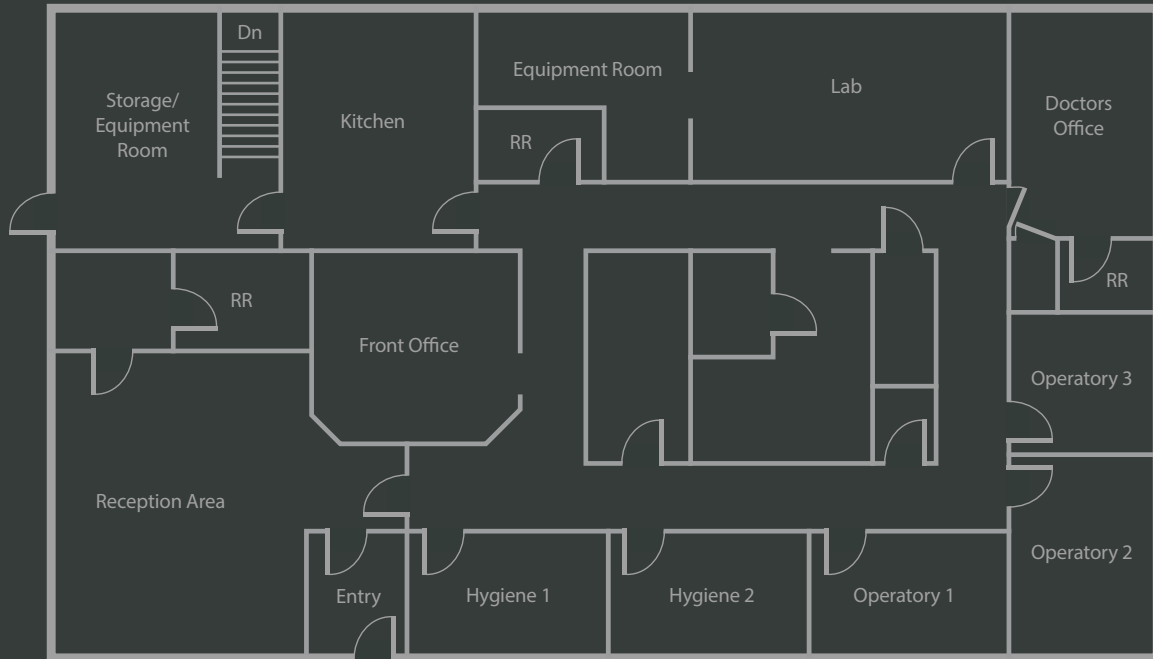 Dn
Equipment Room
Lab
Storage/
Equipment
Room
Kitchen
Doctors
Office
RR
RR
RR
Front Office
Operatory 3
Reception Area
Operatory 2
Entry
Hygiene 1
Hygiene 2
Operatory 1